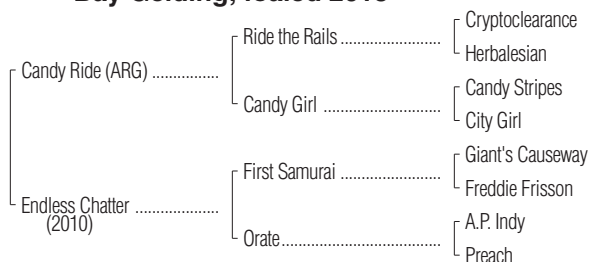 Bay Gelding; foaled
Cryptoclearance
Ride the Rails ........................
Herbalesian
Candy Ride (ARG) ................
Candy Stripes
Candy Girl ............................
City Girl
Giant's Causeway
First Samurai ........................
Freddie Frisson
Endless Chatter ....................
(2010)
A.P. Indy
Orate......................................
Preach